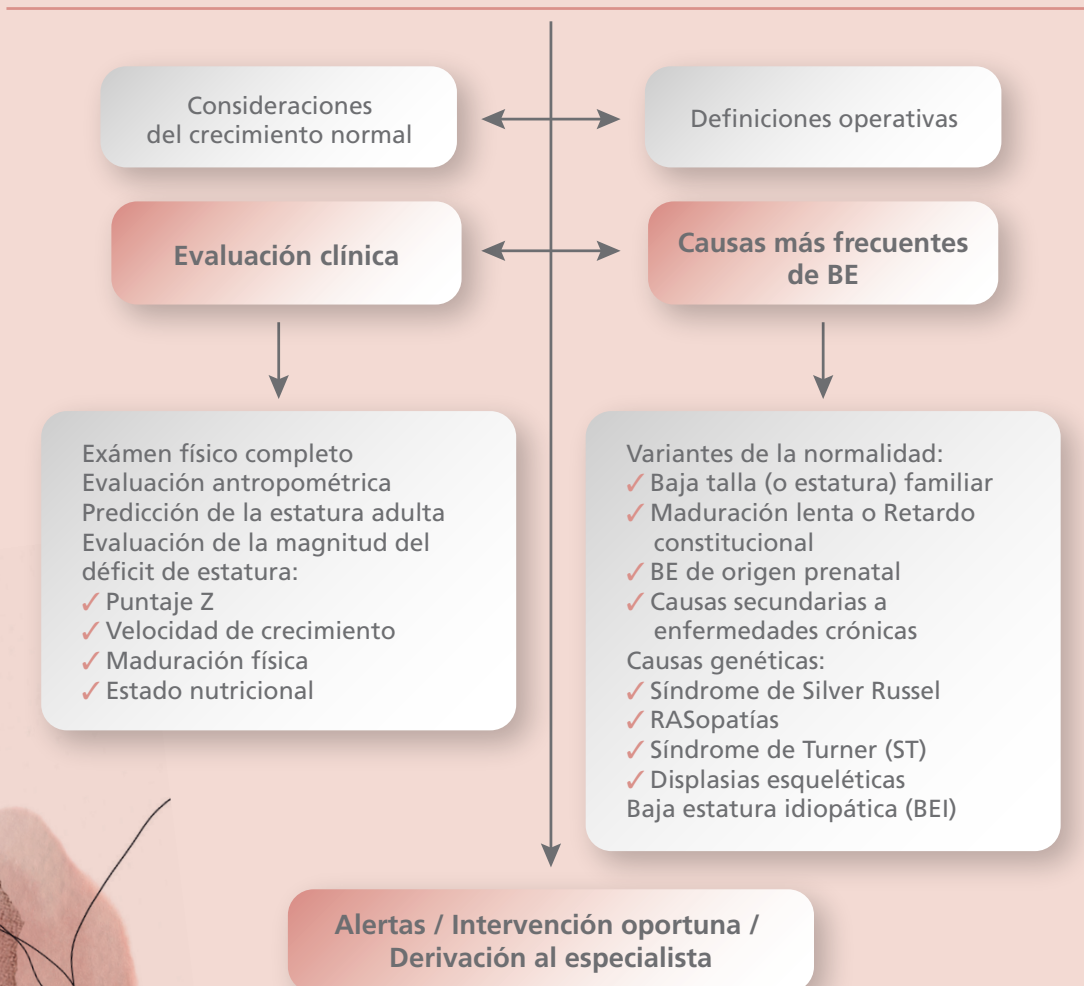 Consideraciones
del crecimiento normal
Definiciones operativas
Evaluación clínica
Causas más frecuentes
de BE
Exámen físico completo
Evaluación antropométrica
Predicción de la estatura adulta
Evaluación de la magnitud del
déficit de estatura:
✓ Puntaje Z
✓ Velocidad de crecimiento
✓ Maduración física
✓ Estado nutricional
Variantes de la normalidad:
✓ Baja talla (o estatura) familiar
✓ Maduración lenta o Retardo
constitucional
✓ BE de origen prenatal
✓ Causas secundarias a
enfermedades crónicas
Causas genéticas:
✓ Síndrome de Silver Russel
✓ RASopatías
✓ Síndrome de Turner (ST)
✓ Displasias esqueléticas
Baja estatura idiopática (BEI)
Alertas / Intervención oportuna /
Derivación al especialista